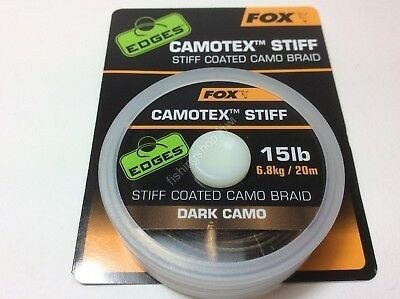 FOX
EDGES
CAMOTEX™ STIFF
STIFF COATED CAMO BRAID
FOX
CAMOTEX™ STIFF
EDGES
15lb
6.8kg / 20m
STIFF COATED CAMO BRAID
DARK CAMO